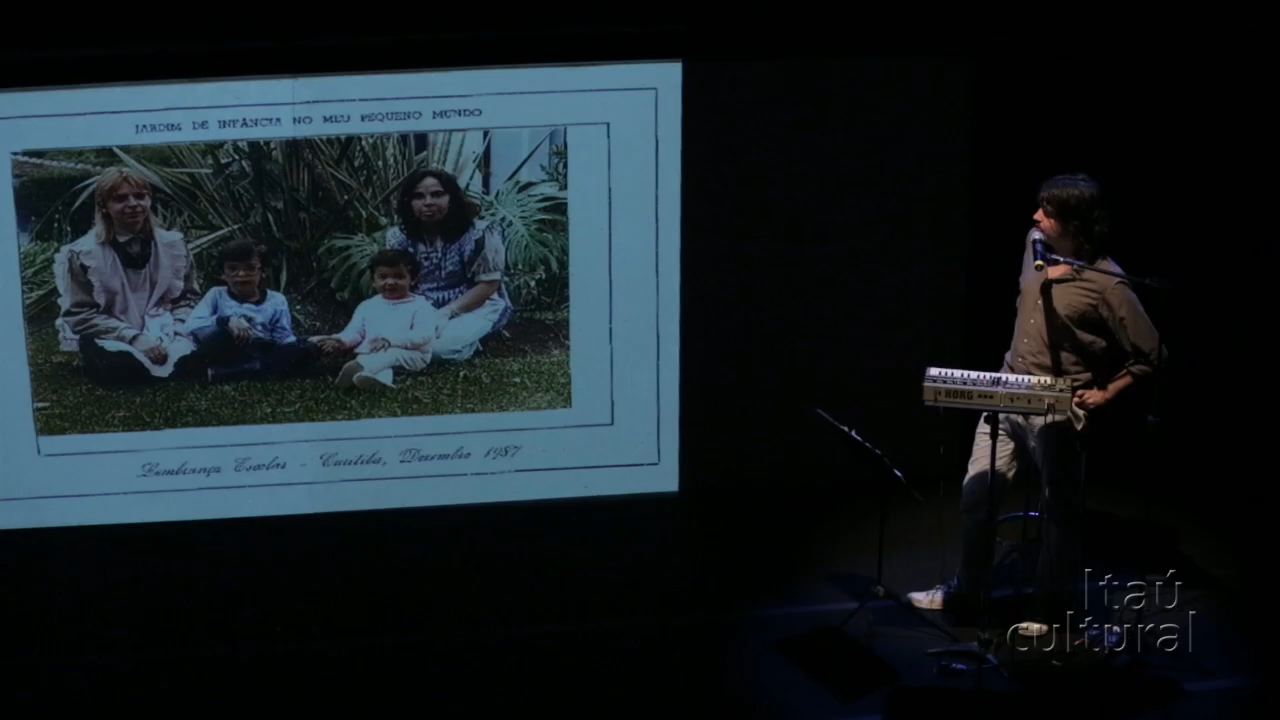 JARDIM DE INFÂNCIA NO MEU PEQUENO MUNDO
Lembrança Escolar - Curitiba, Dezembro 1987
KORG
Itaú
cultural